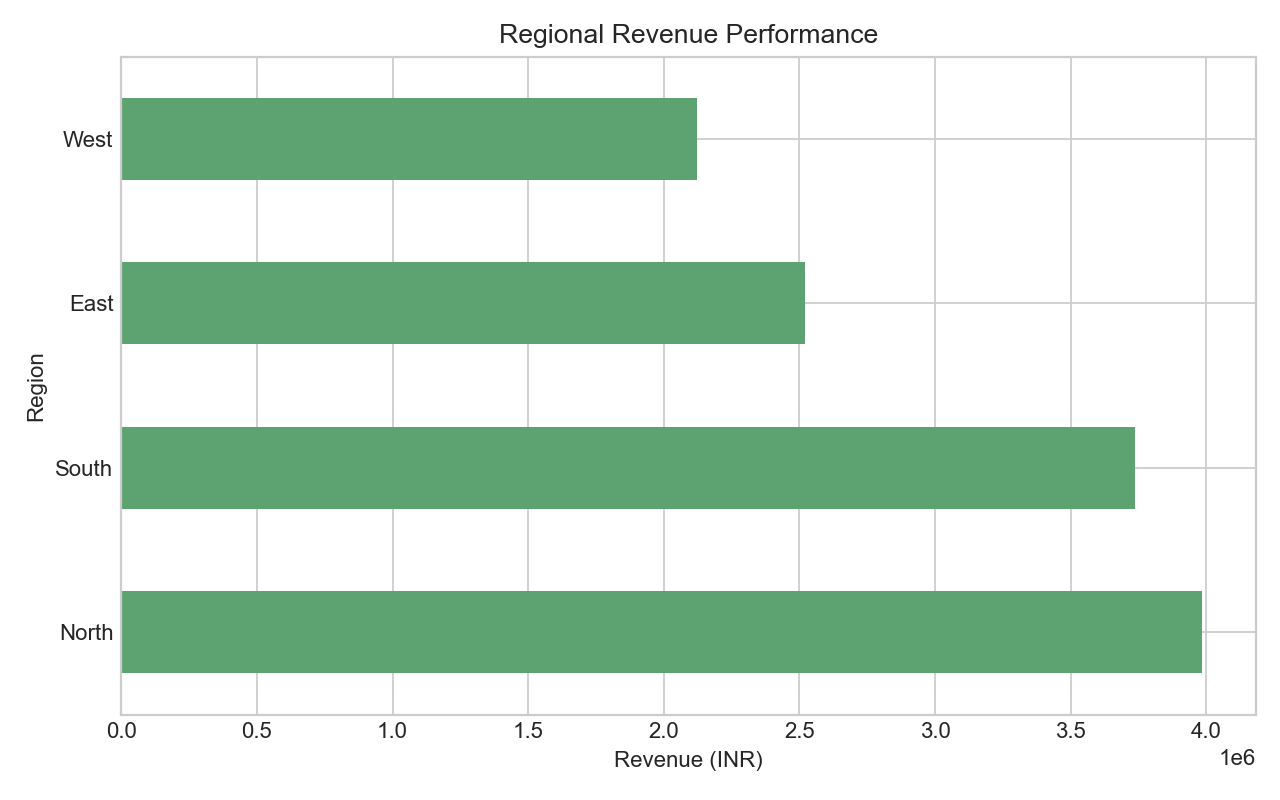 Regional Revenue Performance
West
East
South
North
Region
0.0 0.5 1.0 1.5 2.0 2.5 3.0 3.5 4.0
1e6
Revenue (INR)